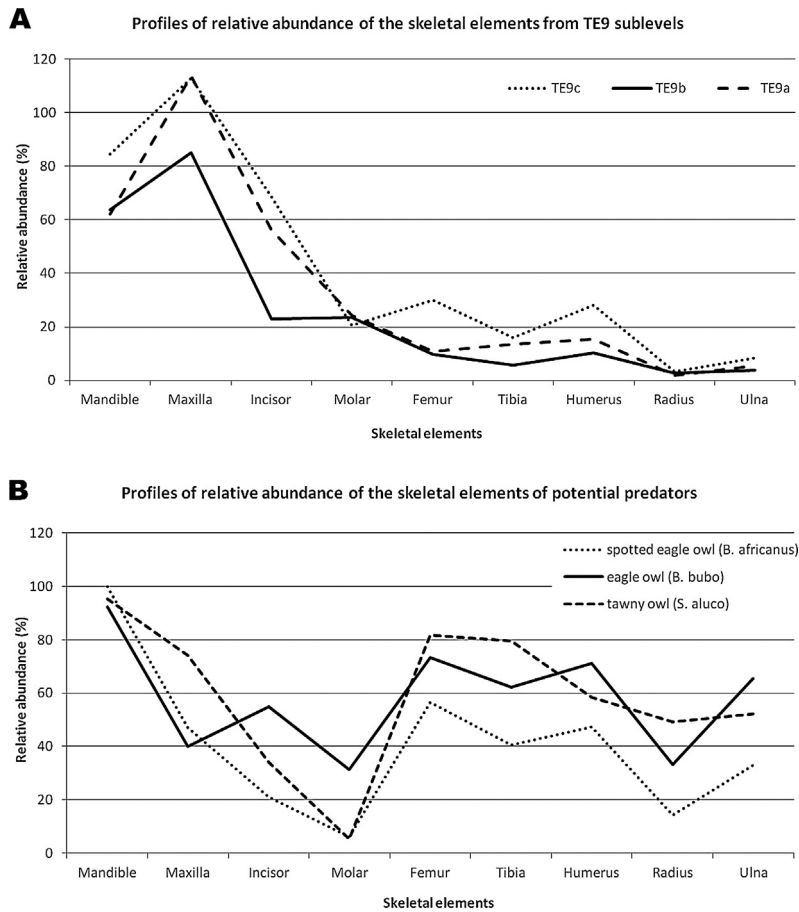 A
Profiles of relative abundance of the skeletal elements from TE9 sublevels
120
100
80
60
40
20
0
Relative abundance (%)
TE9c TE9b TE9a
Mandible Maxilla Incisor Molar Femur Tibia Humerus Radius Ulna
Skeletal elements
B
Profiles of relative abundance of the skeletal elements of potential predators
120
100
80
60
40
20
0
Relative abundance (%)
spotted eagle owl (B. africanus)
eagle owl (B. bubo)
tawny owl (S. aluco)
Mandible Maxilla Incisor Molar Femur Tibia Humerus Radius Ulna
Skeletal elements